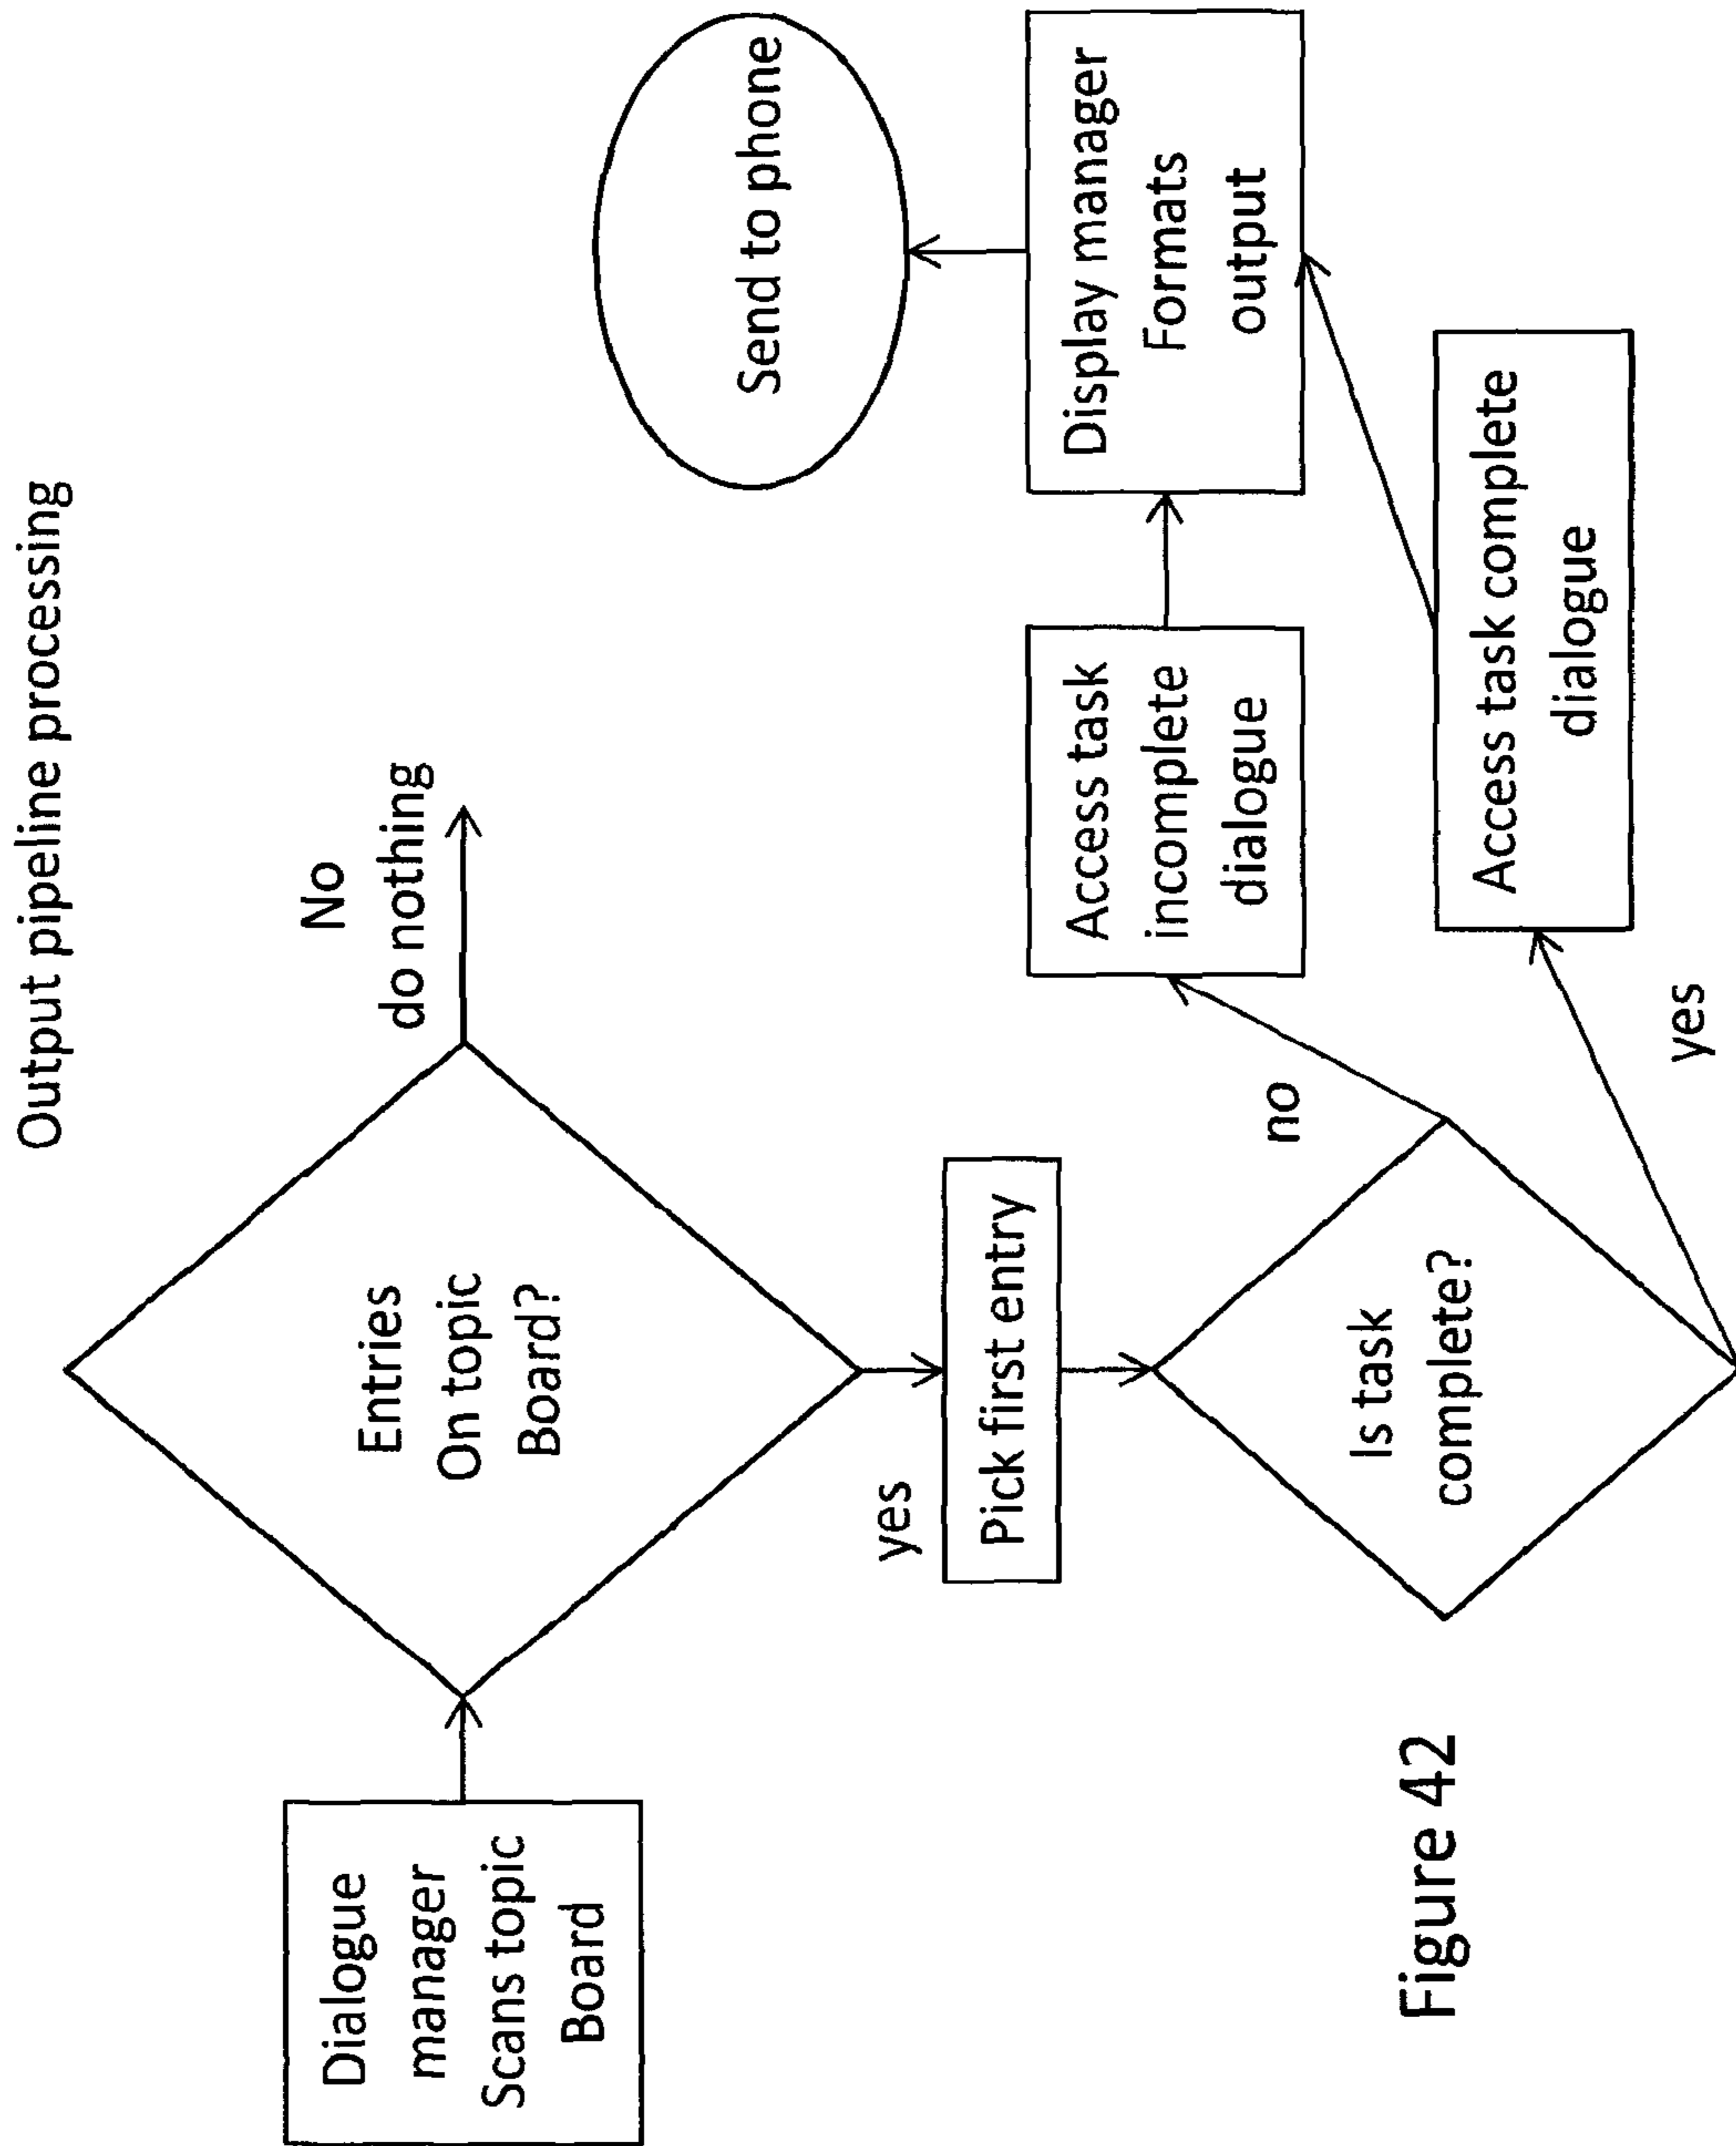 Output pipeline processing
Dialogue
manager
Scans topic
Board
Entries
On topic
Board?
No
do nothing
yes
Pick first entry
Is task
complete?
no
yes
Access task
incomplete
dialogue
Access task complete
dialogue
Display manager
Formats
output
Send to phone
Figure 42